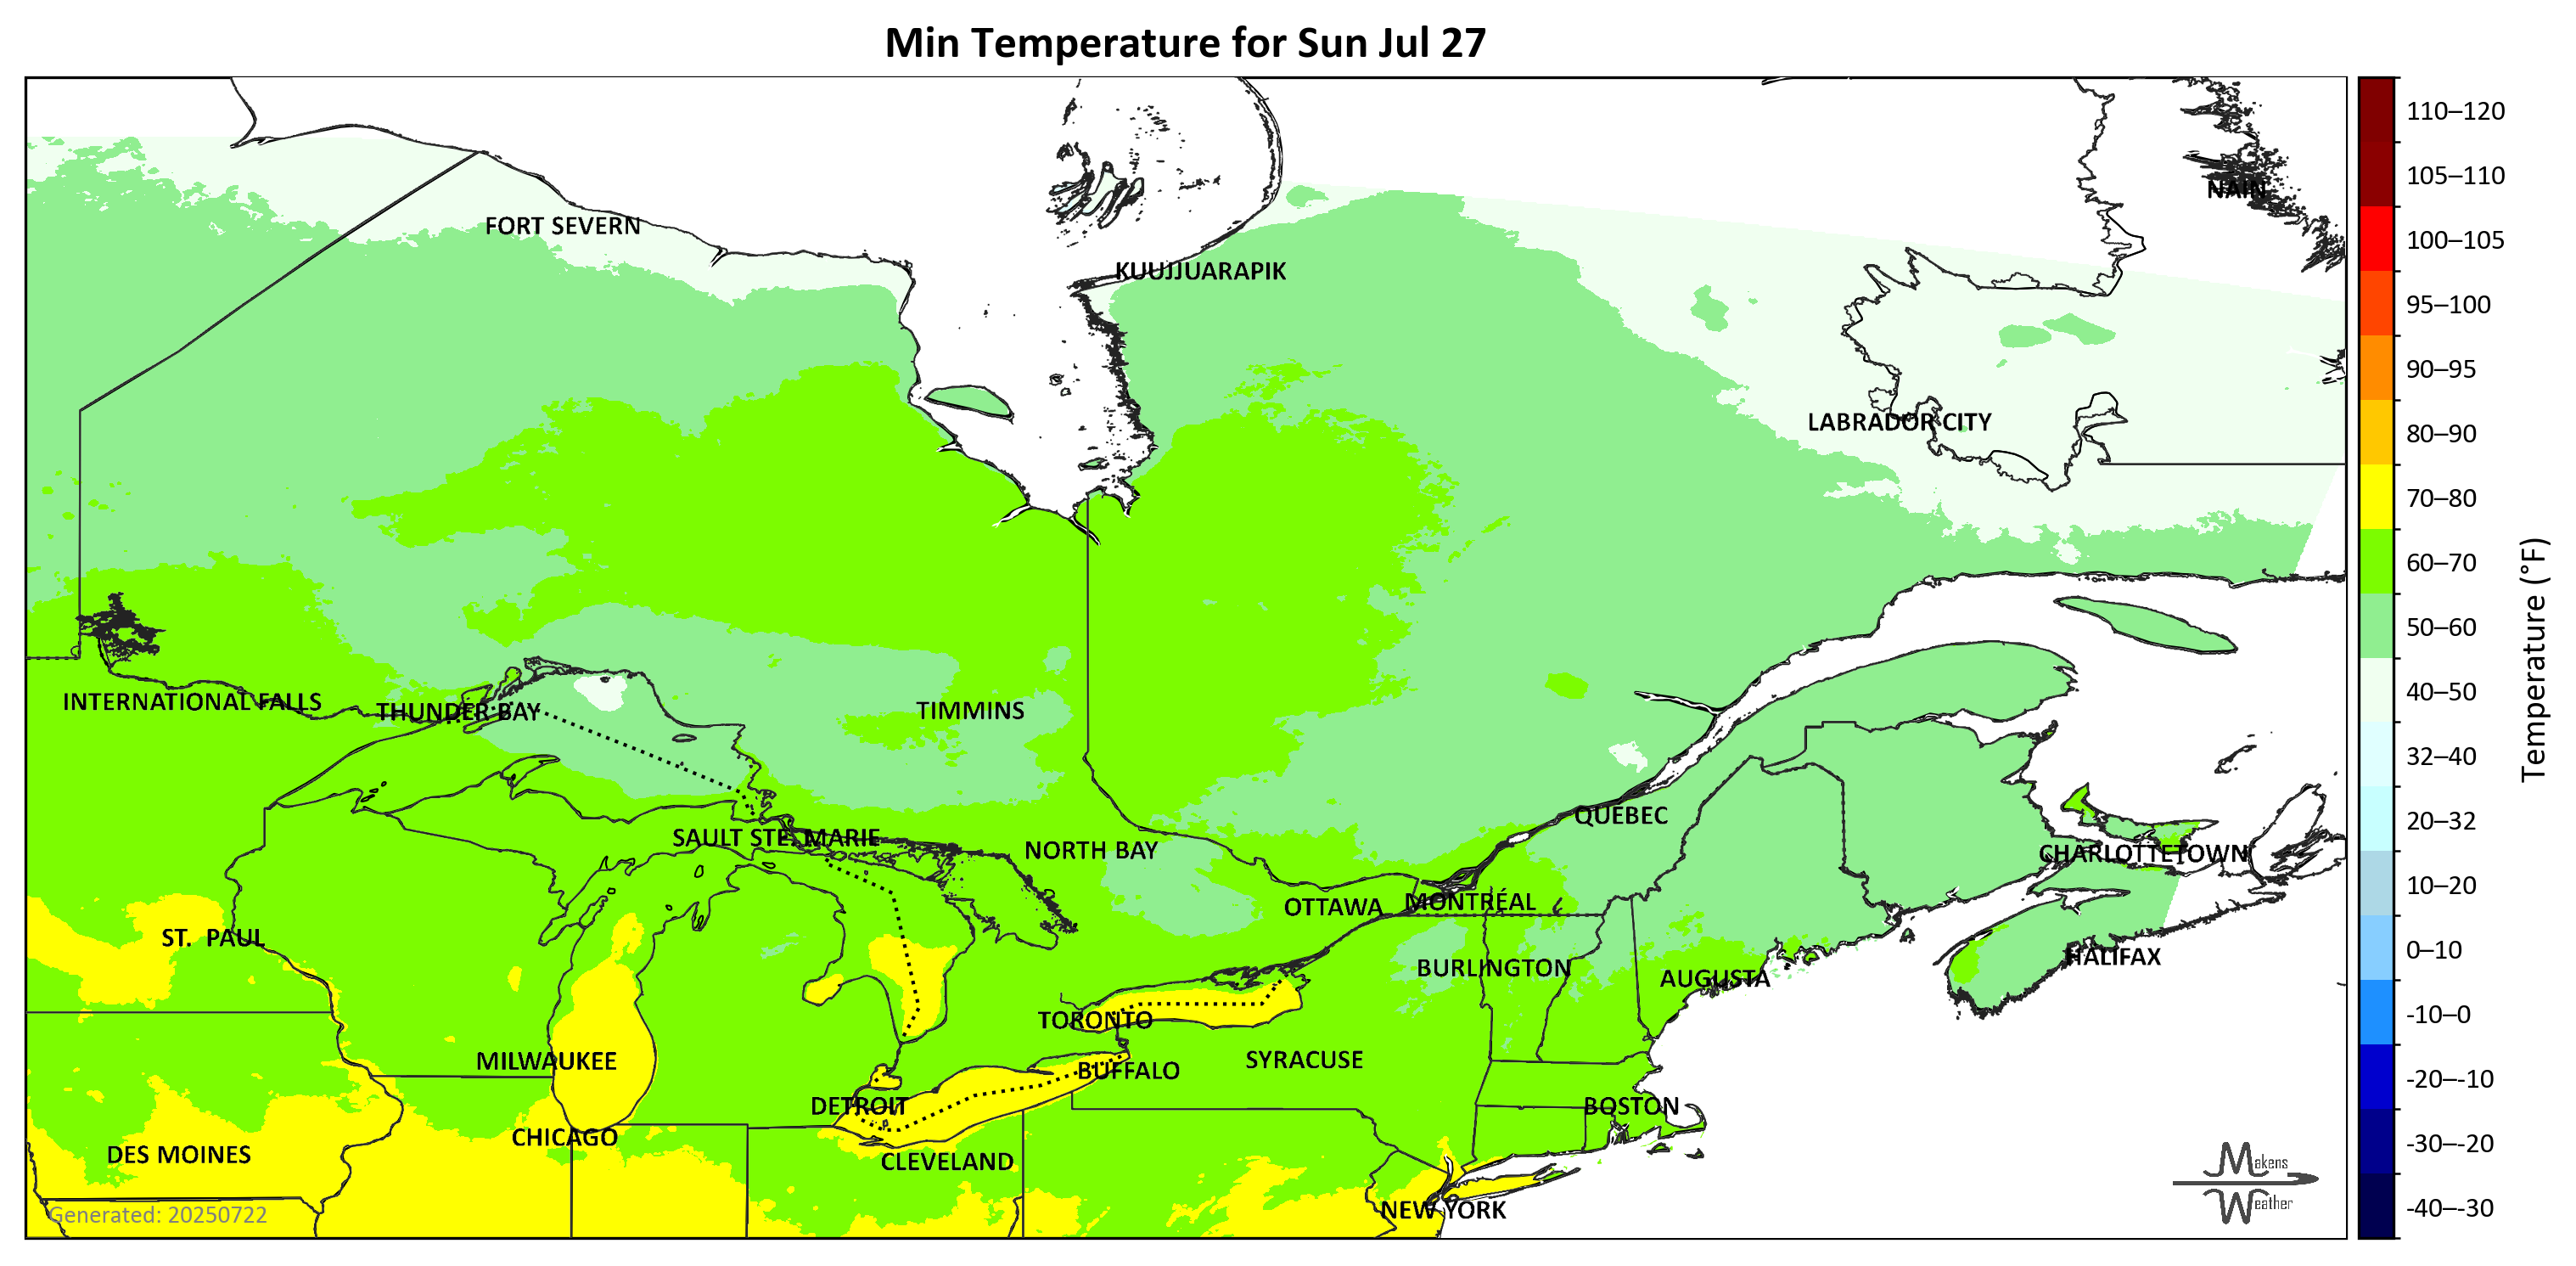 Min Temperature for Sun Jul 27
110–120
105–110
NAIN
FORT SEVERN
100–105
KUUJJUARAPIK
95–100
90–95
LABRADOR CITY
80–90
70–80
60–70
50–60
Temperature (°F)
INTERNATIONAL FALLS
THUNDER BAY
TIMMINS
40–50
32–40
QUÉBEC
20–32
SAULT STE. MARIE
NORTH BAY
CHARLOTTETOWN
10–20
OTTAWA
MONTRÉAL
ST. PAUL
0–10
BURLINGTON
AUGUSTA
HALIFAX
TORONTO
-10–0
MILWAUKEE
SYRACUSE
BUFFALO
-20–-10
DETROIT
BOSTON
CHICAGO
-30–-20
DES MOINES
CLEVELAND
Makens
Weather
NEW YORK
-40–-30
Generated: 20250722